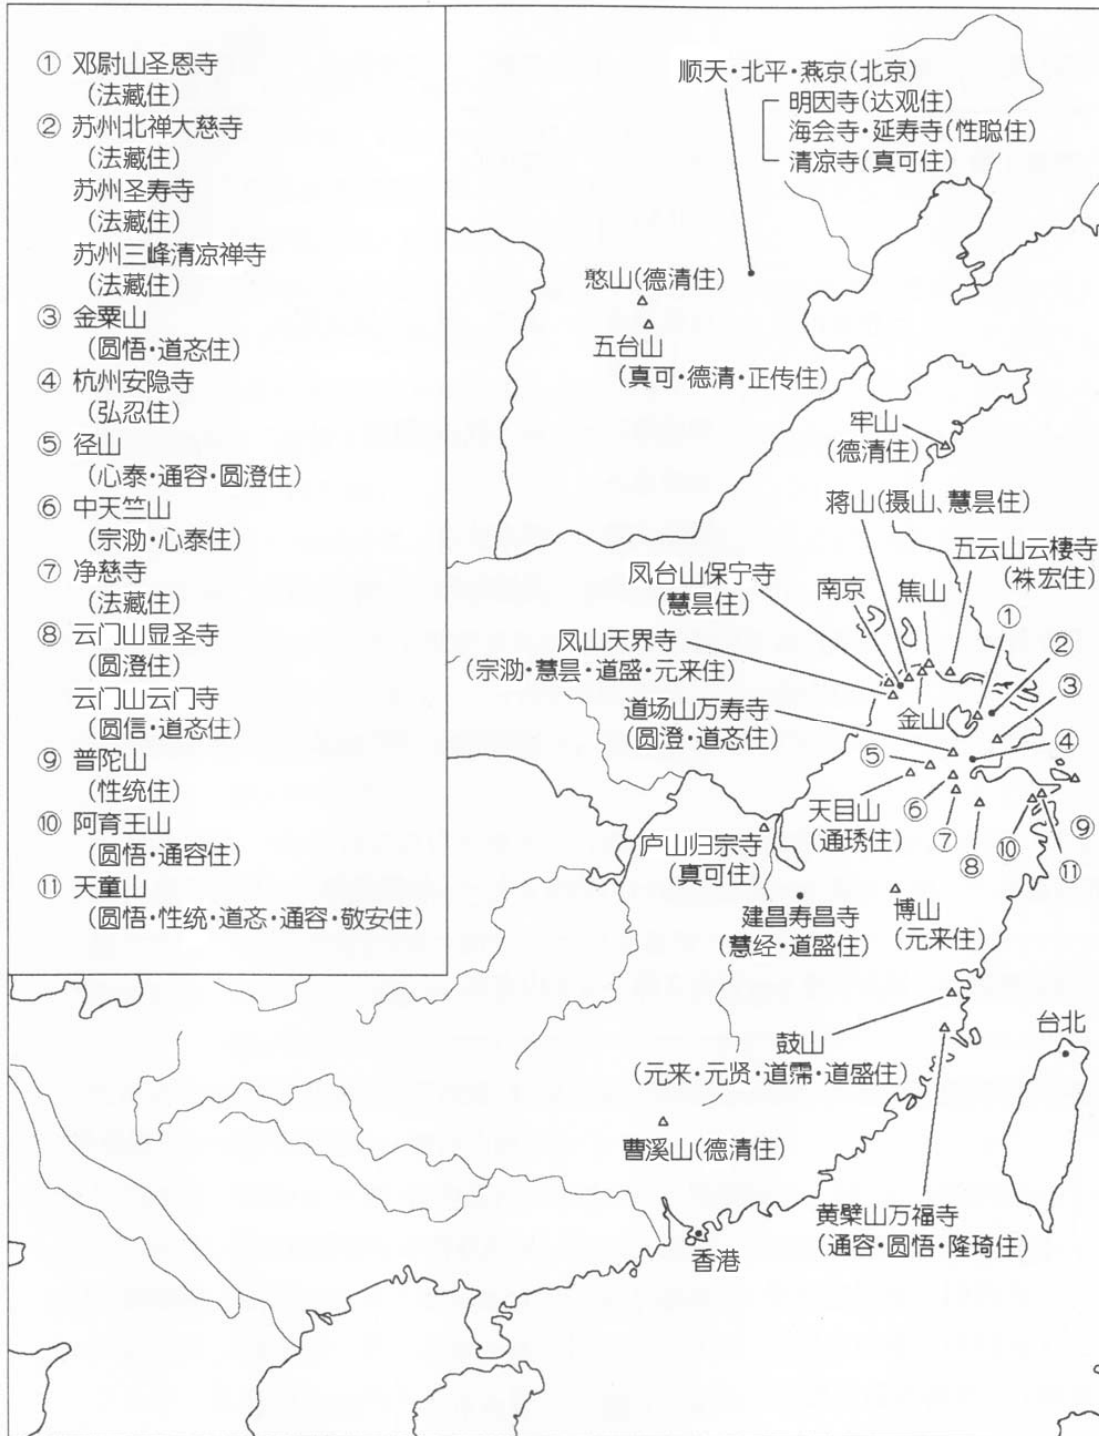 ① 邓尉山圣恩寺
(法藏住)
② 苏州北禅大慈寺
(法藏住)
苏州圣寿寺
(法藏住)
苏州三峰清凉禅寺
(法藏住)
③ 金粟山
(圆悟·道忞住)
④ 杭州安隐寺
(弘忍住)
⑤ 径山
(心泰·通容·圆澄住)
⑥ 中天竺山
(宗泐·心泰住)
⑦ 净慈寺
(法藏住)
⑧ 云门山显圣寺
(圆澄住)
云门山云门寺
(圆信·道忞住)
⑨ 普陀山
(性统住)
⑩ 阿育王山
(圆悟·通容住)
⑪ 天童山
(圆悟·性统·道忞·通容·敬安住)
顺天·北平·燕京(北京)
明因寺(达观住)
海会寺·延寿寺(性聪住)
清凉寺(真可住)
憨山(德清住)
五台山
(真可·德清·正传住)
牢山
(德清住)
蒋山(摄山、慧昙住)
五云山云棲寺
(袾宏住)
凤台山保宁寺
(慧昙住)
南京
焦山
①
②
凤山天界寺
(宗泐·慧昙·道盛·元来住)
③
道场山万寿寺
(圆澄·道忞住)
金山
④
⑤
天目山
(通琇住)
⑥
⑦
⑧
⑩
⑨
⑪
庐山归宗寺
(真可住)
建昌寿昌寺
(慧经·道盛住)
博山
(元来住)
鼓山
(元来·元贤·道霈·道盛住)
台北
曹溪山(德清住)
黄檗山万福寺
(通容·圆悟·隆琦住)
香港